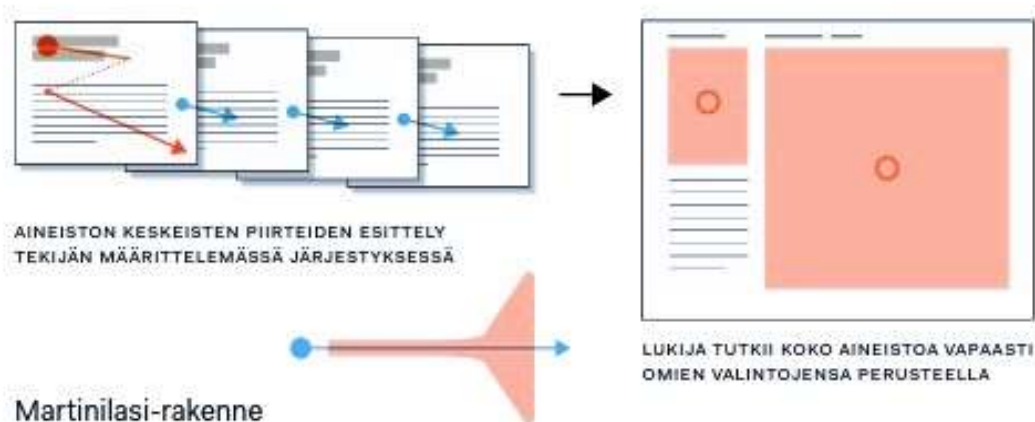 AINEISTON KESKEISTEN PIIRTEIDEN ESITTELY
TEKIJÄN MÄÄRITTELEMÄSSÄ JÄRJESTYKSESSÄ
LUKIJA TUTKII KOKO AINEISTOA VAPAASTI
OMIEN VALINTOJENSA PERUSTEELLA
Martinilasi-rakenne